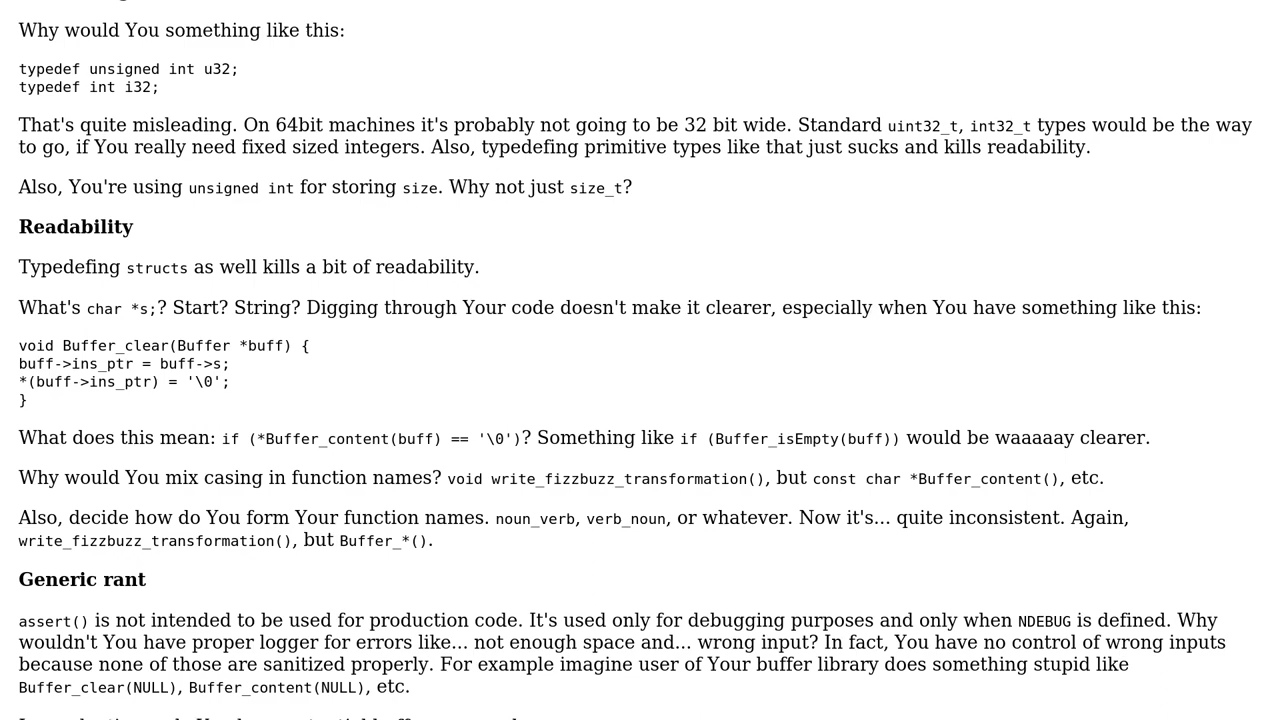 Why would You something like this:
typedef unsigned int u32;
typedef int i32;
That's quite misleading. On 64bit machines it's probably not going to be 32 bit wide. Standard uint32_t, int32_t types would be the way
to go, if You really need fixed sized integers. Also, typedefing primitive types like that just sucks and kills readability.
Also, You're using unsigned int for storing size. Why not just size_t?
Readability
Typedefing structs as well kills a bit of readability.
What's char *s;? Start? String? Digging through Your code doesn't make it clearer, especially when You have something like this:
void Buffer_clear(Buffer *buff) {
buff->ins_ptr = buff->s;
*(buff->ins_ptr) = '\0';
}
What does this mean: if (*Buffer_content(buff) == '\0')? Something like if (Buffer_isEmpty(buff)) would be waaaaay clearer.
Why would You mix casing in function names? void write_fizzbuzz_transformation(), but const char *Buffer_content(), etc.
Also, decide how do You form Your function names. noun_verb, verb_noun, or whatever. Now it's... quite inconsistent. Again,
write_fizzbuzz_transformation(), but Buffer_*().
Generic rant
assert() is not intended to be used for production code. It's used only for debugging purposes and only when NDEBUG is defined. Why
wouldn't You have proper logger for errors like... not enough space and... wrong input? In fact, You have no control of wrong inputs
because none of those are sanitized properly. For example imagine user of Your buffer library does something stupid like
Buffer_clear(NULL), Buffer_content(NULL), etc.